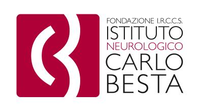 FONDAZIONE I.R.C.C.S.
ISTITUTO
NEUROLOGICO
CARLO
BESTA